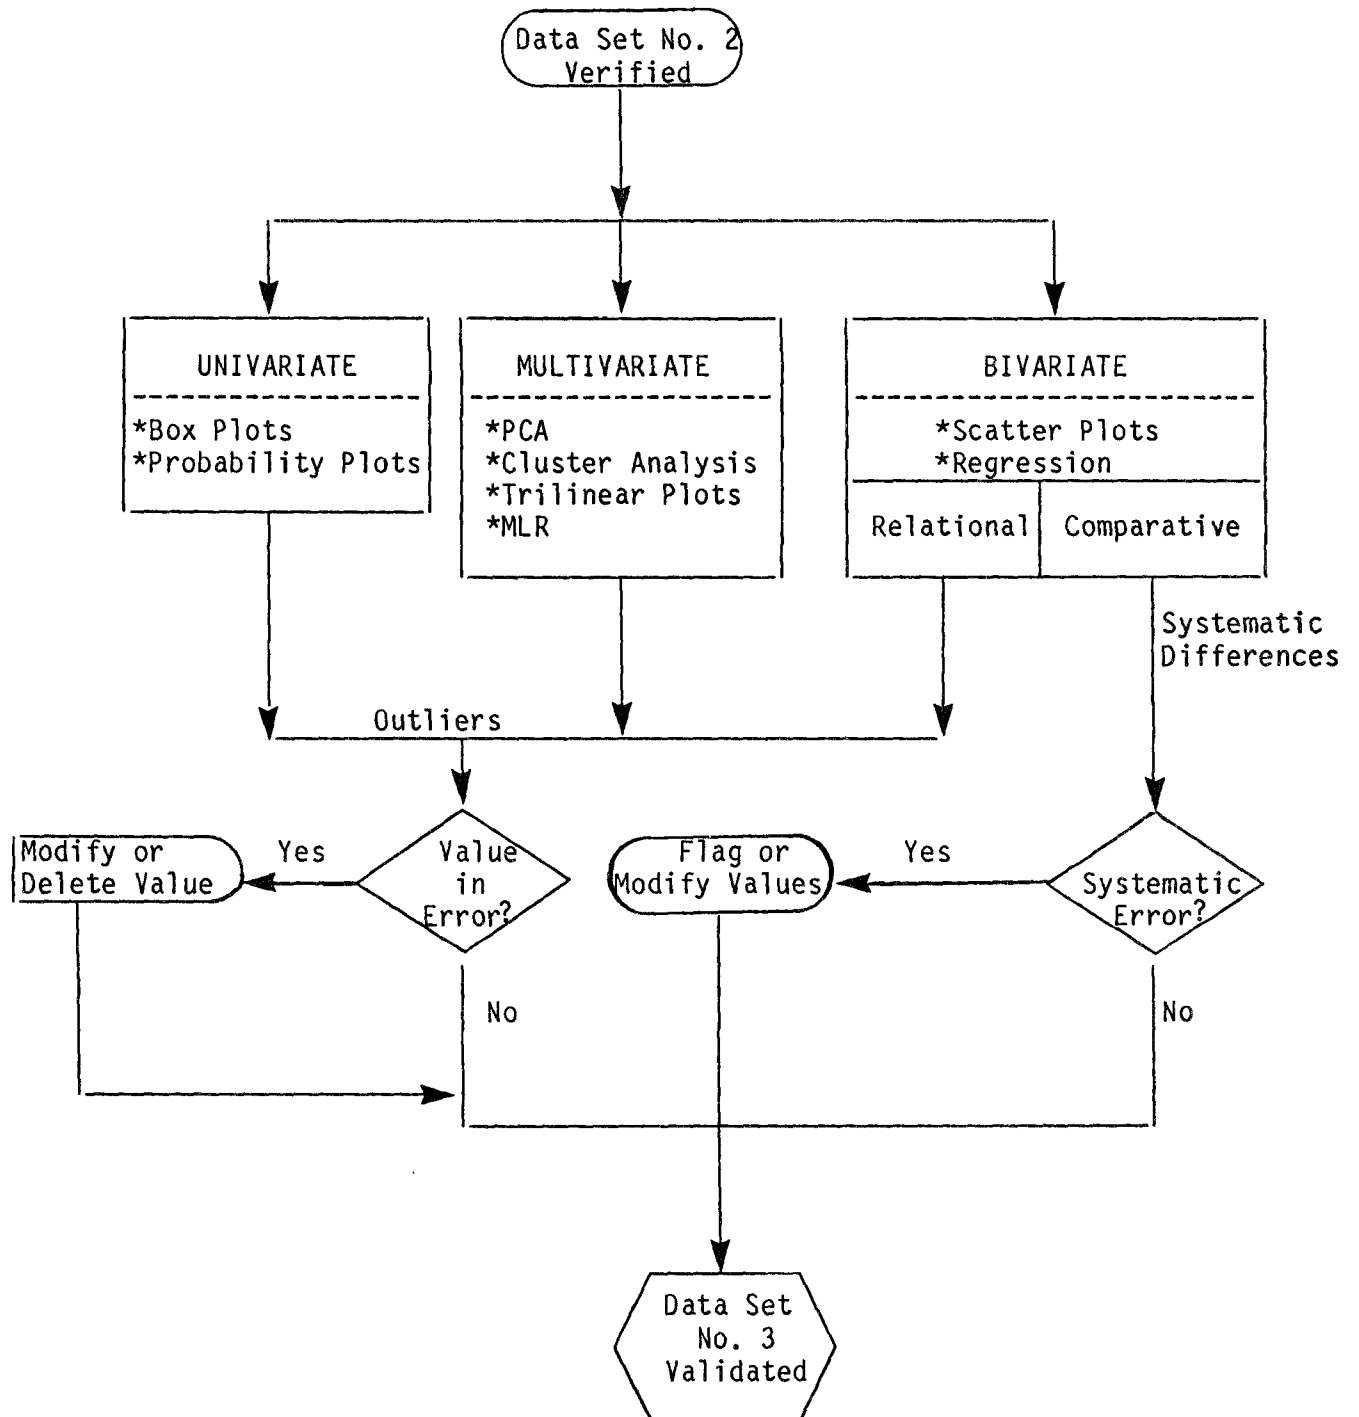 Data Set No. 2
Verified
UNIVARIATE
*Box Plots
*Probability Plots
MULTIVARIATE
*PCA
*Cluster Analysis
*Trilinear Plots
*MLR
BIVARIATE
*Scatter Plots
*Regression
Relational
Comparative
Systematic
Differences
Outliers
Modify or
Delete Value
Yes
Value
in
Error?
No
Flag or
Modify Values
Yes
Systematic
Error?
No
Data Set
No. 3
Validated